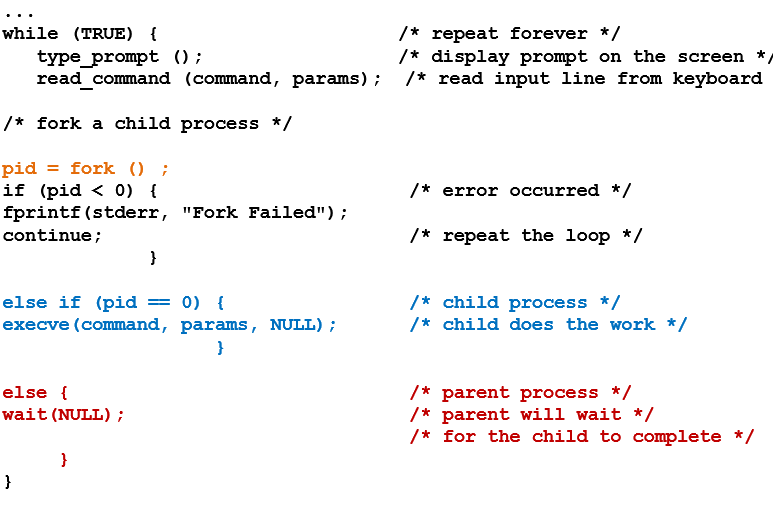 ...
while (TRUE) { /* repeat forever */
type_prompt (); /* display prompt on the screen */
read_command (command, params); /* read input line from keyboard
/* fork a child process */
pid = fork () ;
if (pid < 0) { /* error occurred */
fprintf(stderr, "Fork Failed");
continue; /* repeat the loop */
}
else if (pid == 0) { /* child process */
execve(command, params, NULL); /* child does the work */
}
else { /* parent process */
wait(NULL); /* parent will wait */
/* for the child to complete */
}
}